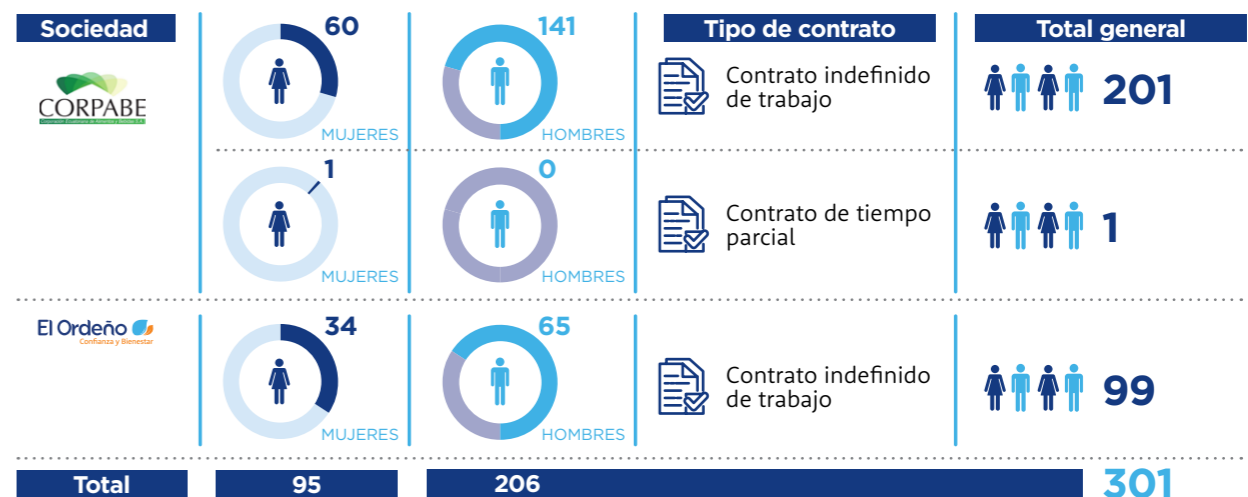 Sociedad
Tipo de contrato
Total general
CORPABE
60
MUJERES
141
HOMBRES
Contrato indefinido
de trabajo
201
1
MUJERES
0
HOMBRES
Contrato de tiempo
parcial
1
El Ordeño
Confianza y Bienestar
34
MUJERES
65
HOMBRES
Contrato indefinido
de trabajo
99
Total
95
206
301